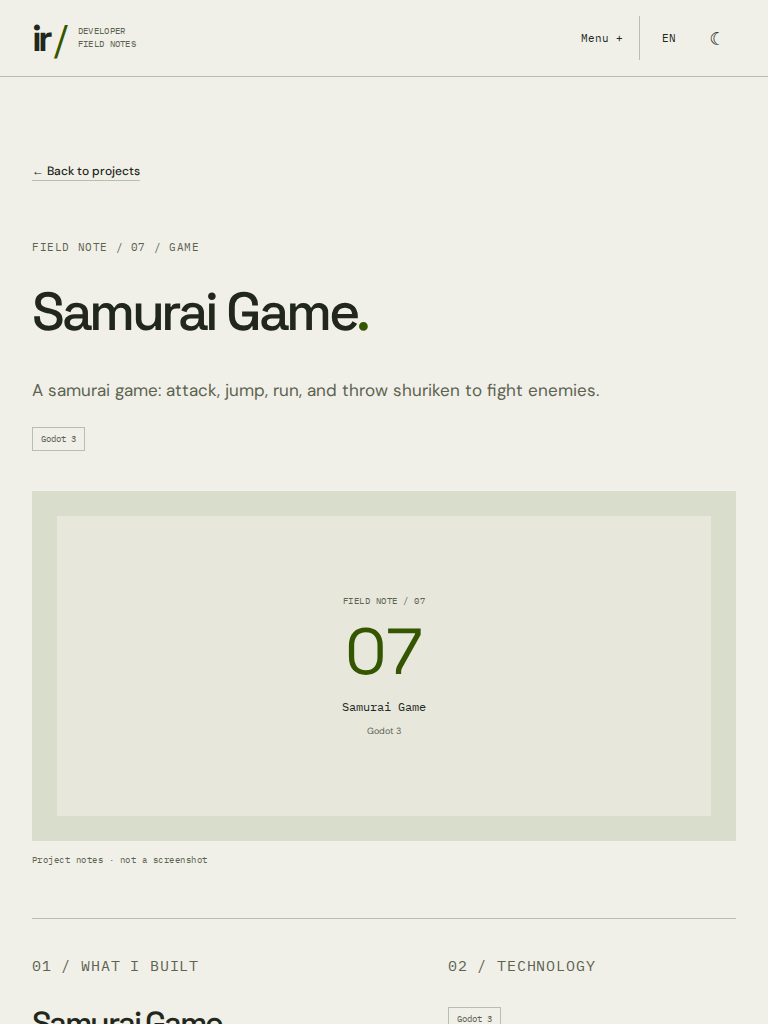 ir/
DEVELOPER
FIELD NOTES
Menu +
EN
← Back to projects
FIELD NOTE / 07 / GAME
Samurai Game.
A samurai game: attack, jump, run, and throw shuriken to fight enemies.
Godot 3
FIELD NOTE / 07
07
Samurai Game
Godot 3
Project notes · not a screenshot
01 / WHAT I BUILT
Samurai Game
02 / TECHNOLOGY
Godot 3